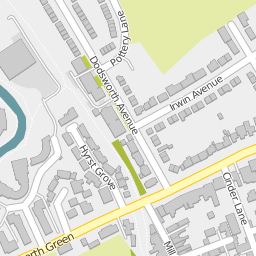 Pottery Lane
Dodsworth Avenue
Irwin Avenue
Hyrst Grove
Cinder Lane
orth Green
Mill